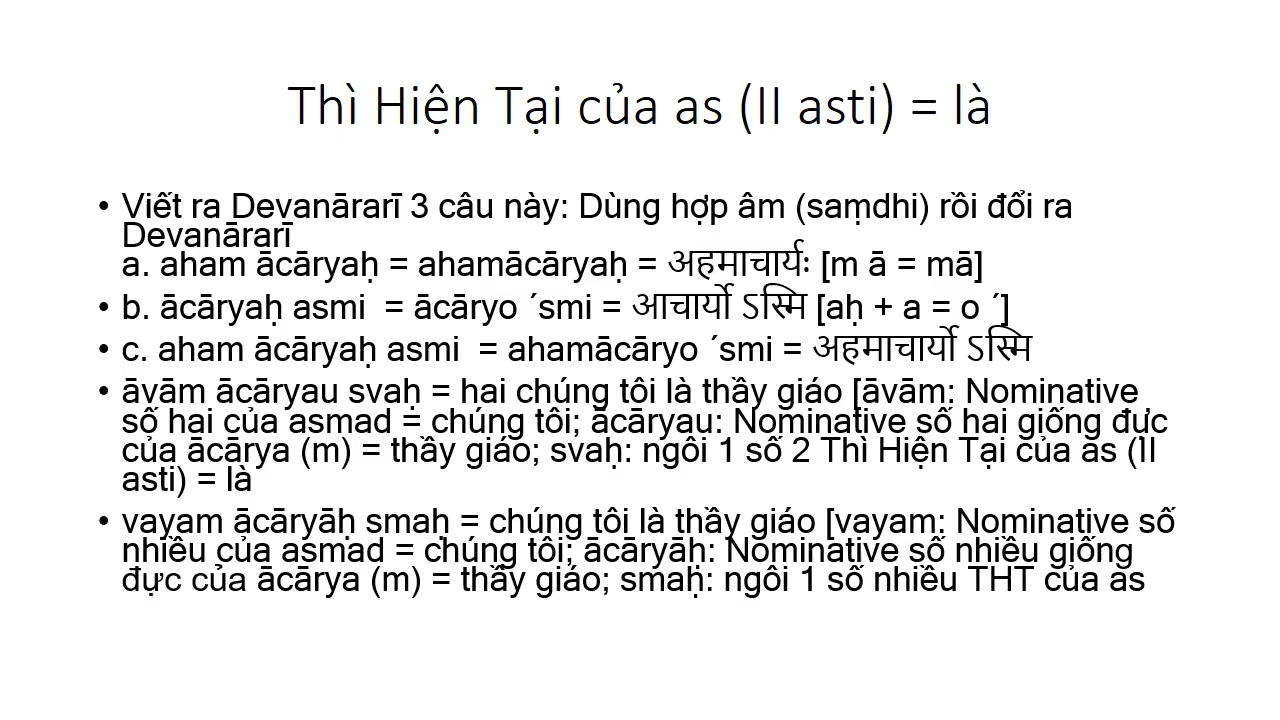 Thì Hiện Tại của as (II asti) = là
• Viết ra Devanārarī 3 câu này: Dùng hợp âm (saṃdhi) rồi đổi ra
Devanārarī
a. aham ācāryaḥ = ahamācāryaḥ = अहमाचार्यः [m ā = mā]
• b. ācāryaḥ asmi  = ācāryo ´smi = आचार्यो ऽस्मि [aḥ + a = o ´]
• c. aham ācāryaḥ asmi  = ahamācāryo ´smi = अहमाचार्यो ऽस्मि
• āvām ācāryau svaḥ = hai chúng tôi là thầy giáo [āvām: Nominative
số hai của asmad = chúng tôi; ācāryau: Nominative số hai giống đực
của ācārya (m) = thầy giáo; svaḥ: ngôi 1 số 2 Thì Hiện Tại của as (II
asti) = là
• vayam ācāryāḥ smaḥ = chúng tôi là thầy giáo [vayam: Nominative số
nhiều của asmad = chúng tôi; ācāryāḥ: Nominative số nhiều giống
đực của ācārya (m) = thầy giáo; smaḥ: ngôi 1 số nhiều THT của as